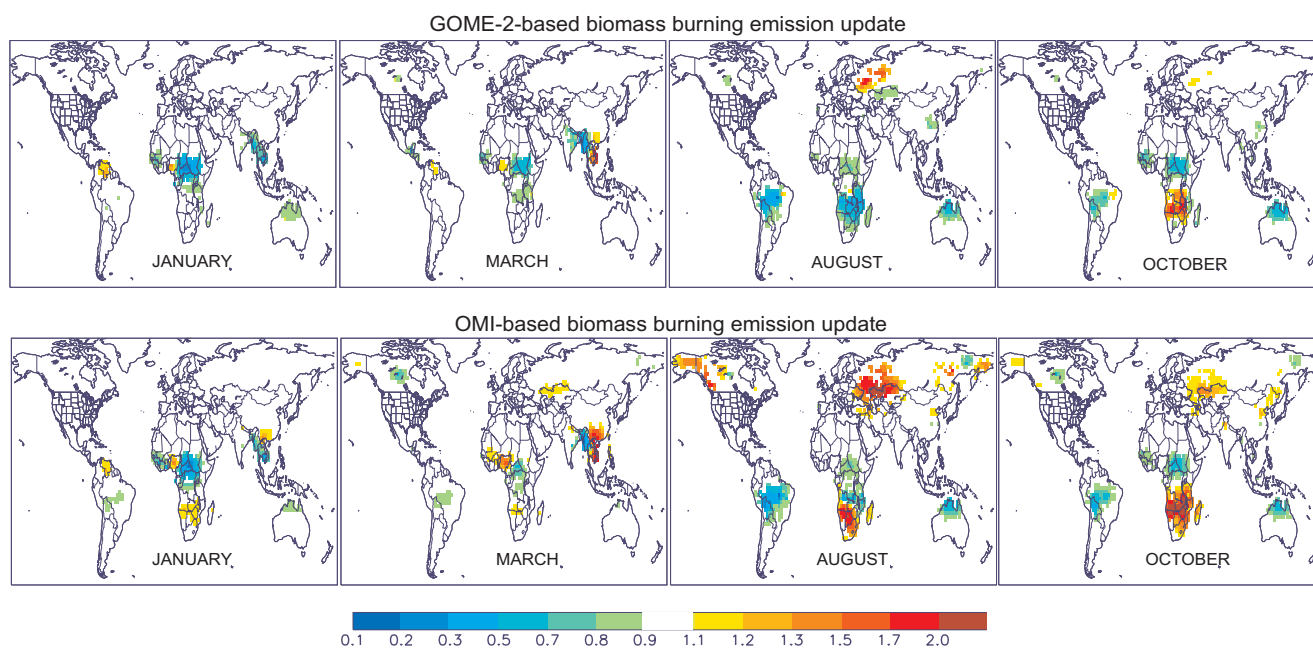 GOME-2-based biomass burning emission update
JANUARY
MARCH
AUGUST
OCTOBER
OMI-based biomass burning emission update
JANUARY
MARCH
AUGUST
OCTOBER
0.1 0.2 0.3 0.5 0.7 0.8 0.9 1.1 1.2 1.3 1.5 1.7 2.0